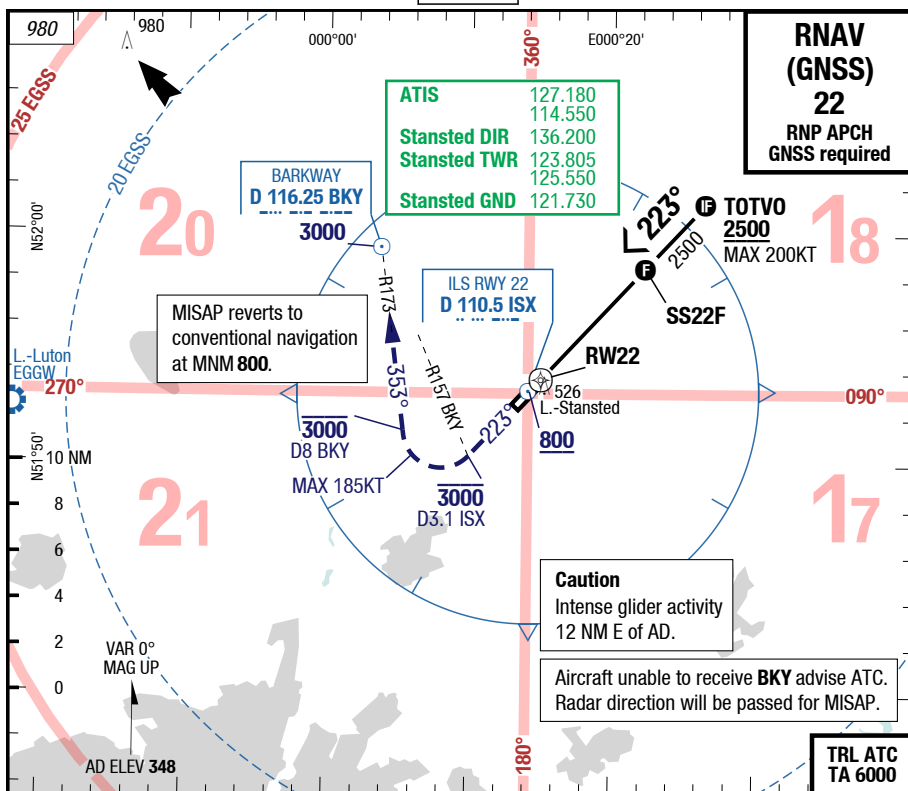 980
980
000°00'
360°
E000°20'
RNAV
(GNSS)
22
RNP APCH
GNSS required
25 EGSS
20 EGSS
ATIS 127.180
114.550
Stansted DIR 136.200
Stansted TWR 123.805
125.550
Stansted GND 121.730
BARKWAY
D 116.25 BKY
3000
N52°00'
20
18
223°
IF TOTVO
2500
MAX 200KT
2500
F
SS22F
R173
ILS RWY 22
D 110.5 ISX
MISAP reverts to
conventional navigation
at MNM 800.
RW22
L.-Luton
EGGW
270°
353°
R157 BKY
526
L.-Stansted
090°
223°
800
3000
D8 BKY
N51°50'
10 NM
MAX 185KT
3000
D3.1 ISX
8
21
17
6
4
2
0
Caution
Intense glider activity
12 NM E of AD.
VAR 0°
MAG UP
Aircraft unable to receive BKY advise ATC.
Radar direction will be passed for MISAP.
180°
AD ELEV 348
TRL ATC
TA 6000